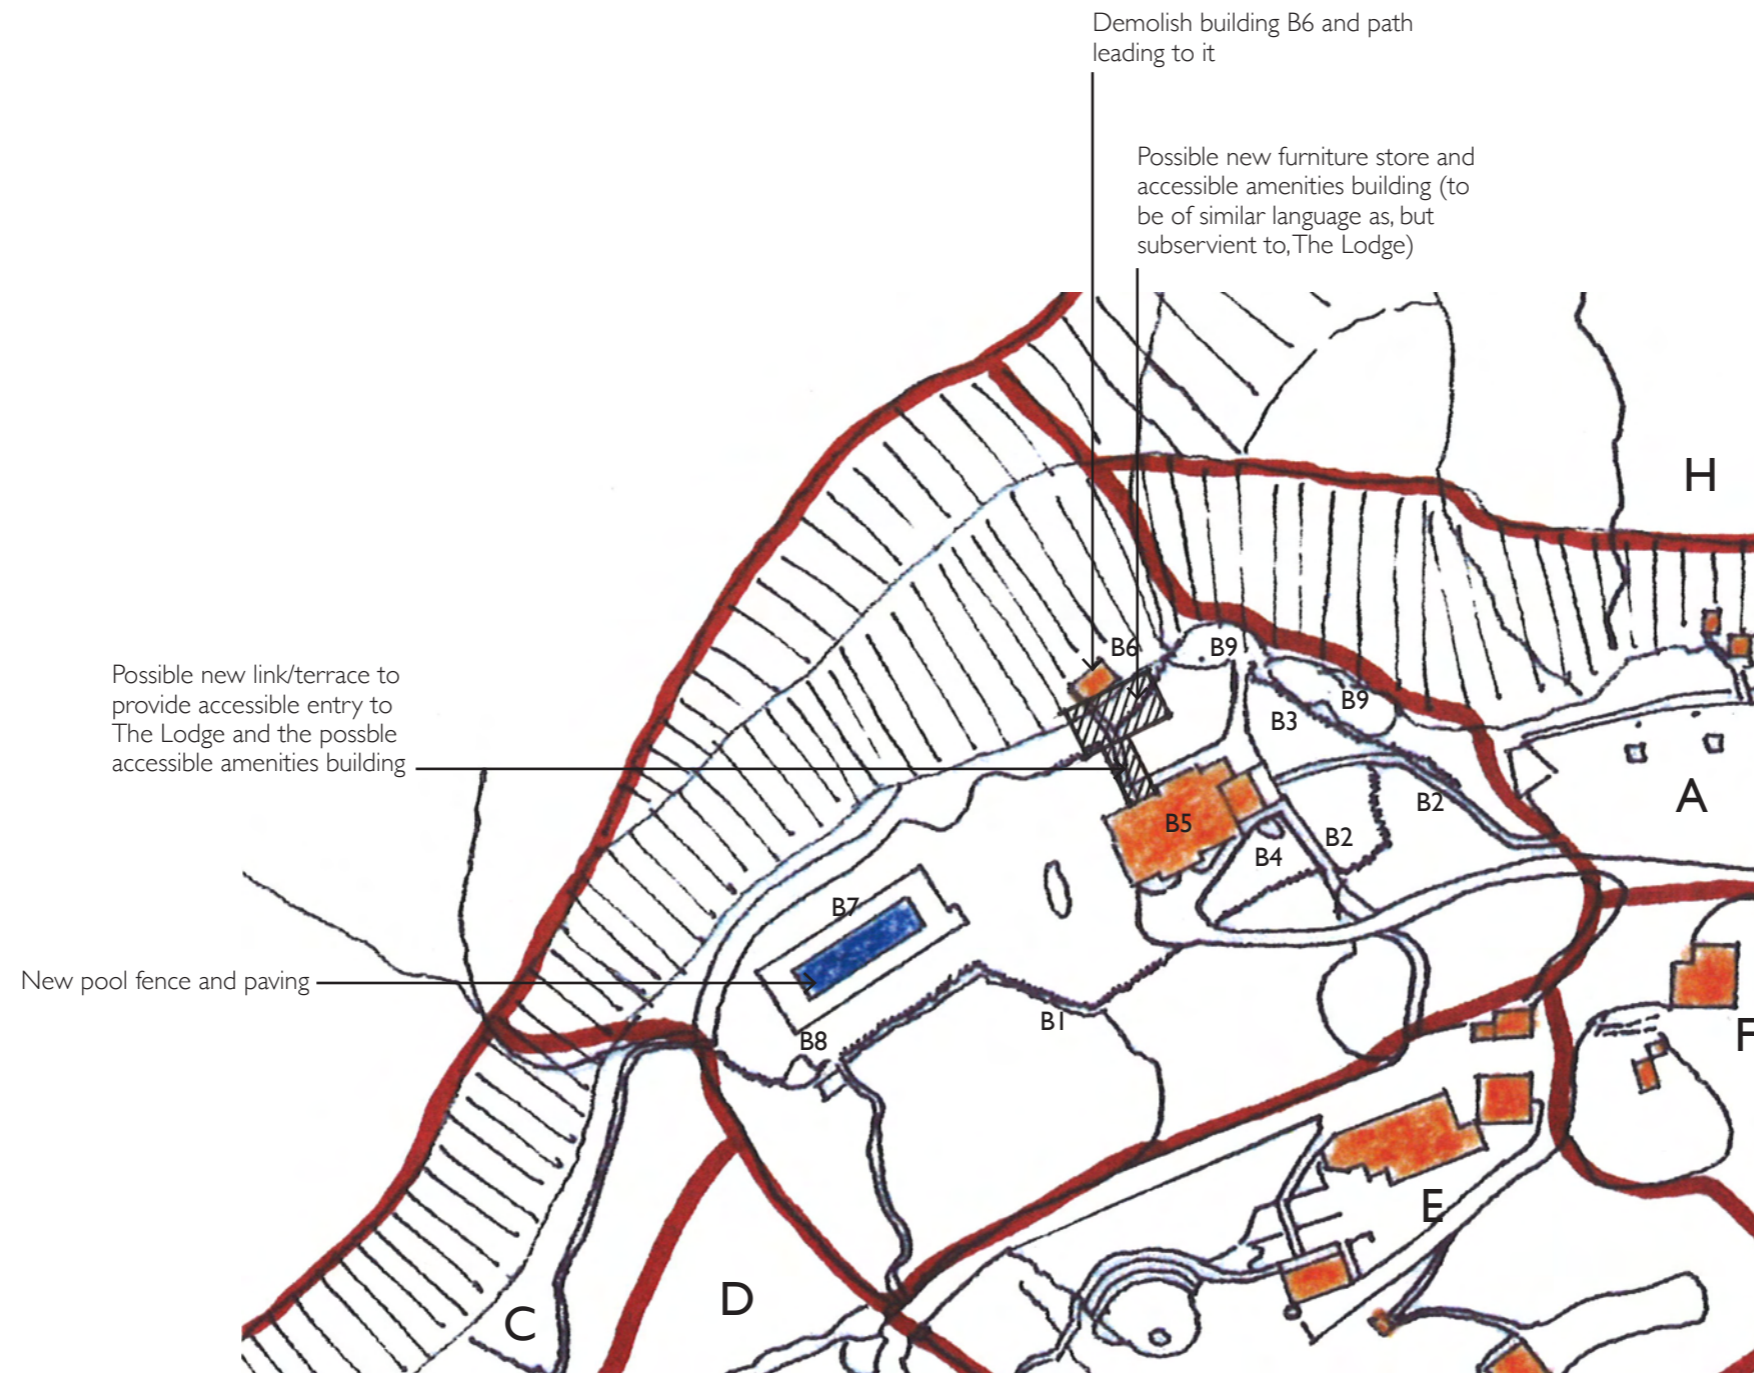 Demolish building B6 and path
leading to it
Possible new furniture store and
accessible amenities building (to
be of similar language as, but
subservient to, The Lodge)
H
B6
B9
Possible new link/terrace to
provide accessible entry to
The Lodge and the possble
accessible amenities building
B9
B3
A
B2
B5
B2
B4
B7
New pool fence and paving
B1
B8
F
E
D
C